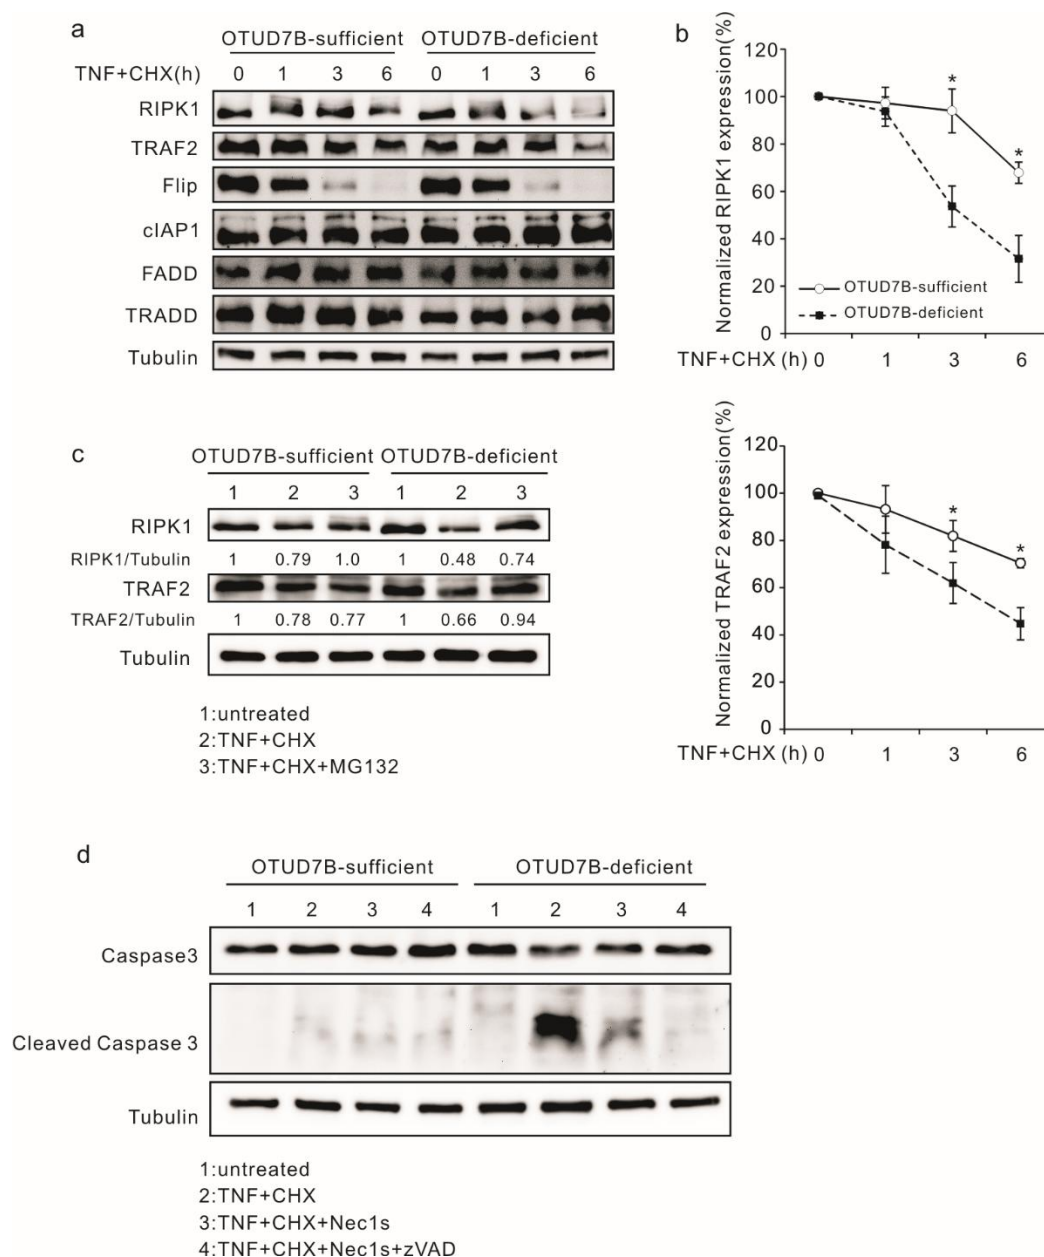 a
OTUD7B-sufficient OTUD7B-deficient
TNF+CHX(h) 0 1 3 6 0 1 3 6
RIPK1
TRAF2
Flip
cIAP1
FADD
TRADD
Tubulin
b
Normalized RIPK1 expression(%)
120
100
80
60
40
20
0
* *
OTUD7B-sufficient
OTUD7B-deficient
TNF+CHX (h) 0 1 3 6
Normalized TRAF2 expression(%)
120
100
80
60
40
20
0
* *
TNF+CHX (h) 0 1 3 6
c
OTUD7B-sufficient OTUD7B-deficient
1 2 3 1 2 3
RIPK1
RIPK1/Tubulin 1 0.79 1.0 1 0.48 0.74
TRAF2
TRAF2/Tubulin 1 0.78 0.77 1 0.66 0.94
Tubulin
1:untreated
2:TNF+CHX
3:TNF+CHX+MG132
d
OTUD7B-sufficient OTUD7B-deficient
1 2 3 4 1 2 3 4
Caspase3
Cleaved Caspase 3
Tubulin
1:untreated
2:TNF+CHX
3:TNF+CHX+Nec1s
4:TNF+CHX+Nec1s+zVAD